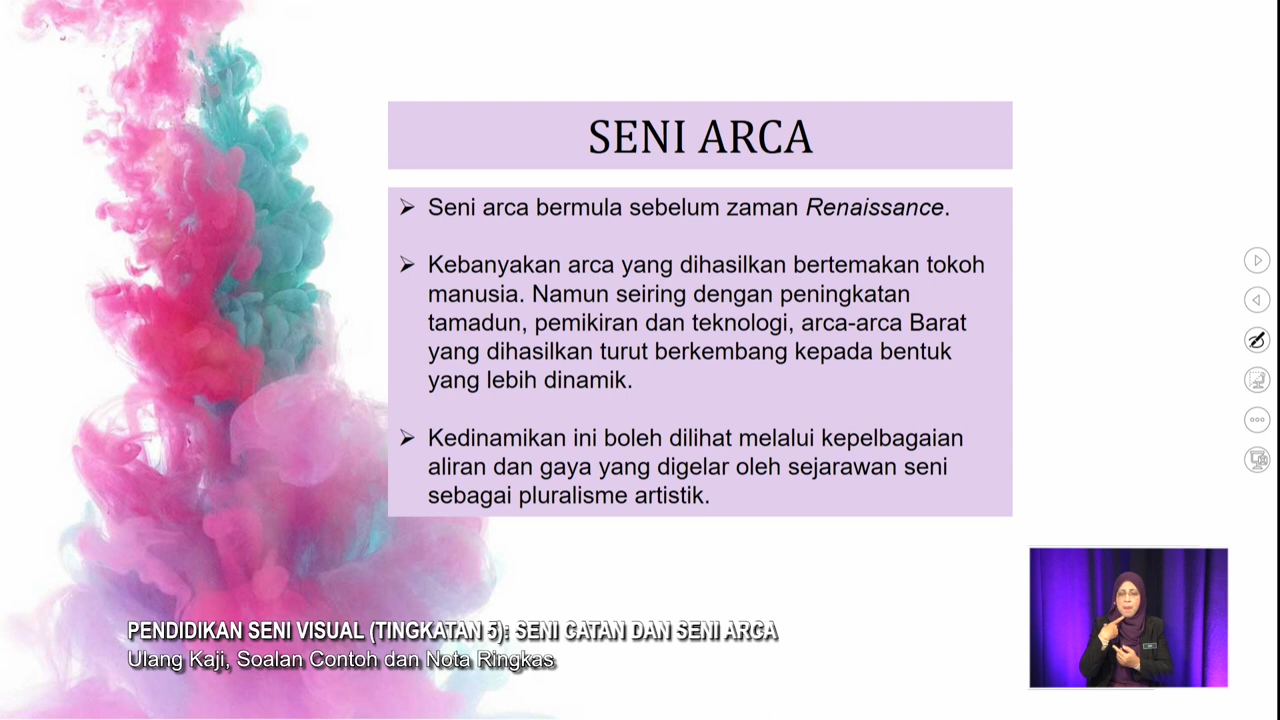 SENI ARCA
➢ Seni arca bermula sebelum zaman Renaissance.
➢ Kebanyakan arca yang dihasilkan bertemakan tokoh
manusia. Namun seiring dengan peningkatan
tamadun, pemikiran dan teknologi, arca-arca Barat
yang dihasilkan turut berkembang kepada bentuk
yang lebih dinamik.
➢ Kedinamikan ini boleh dilihat melalui kepelbagaian
aliran dan gaya yang digelar oleh sejarawan seni
sebagai pluralisme artistik.
PENDIDIKAN SENI VISUAL (TINGKATAN 5): SENI CATAN DAN SENI ARCA
Ulang Kaji, Soalan Contoh dan Nota Ringkas